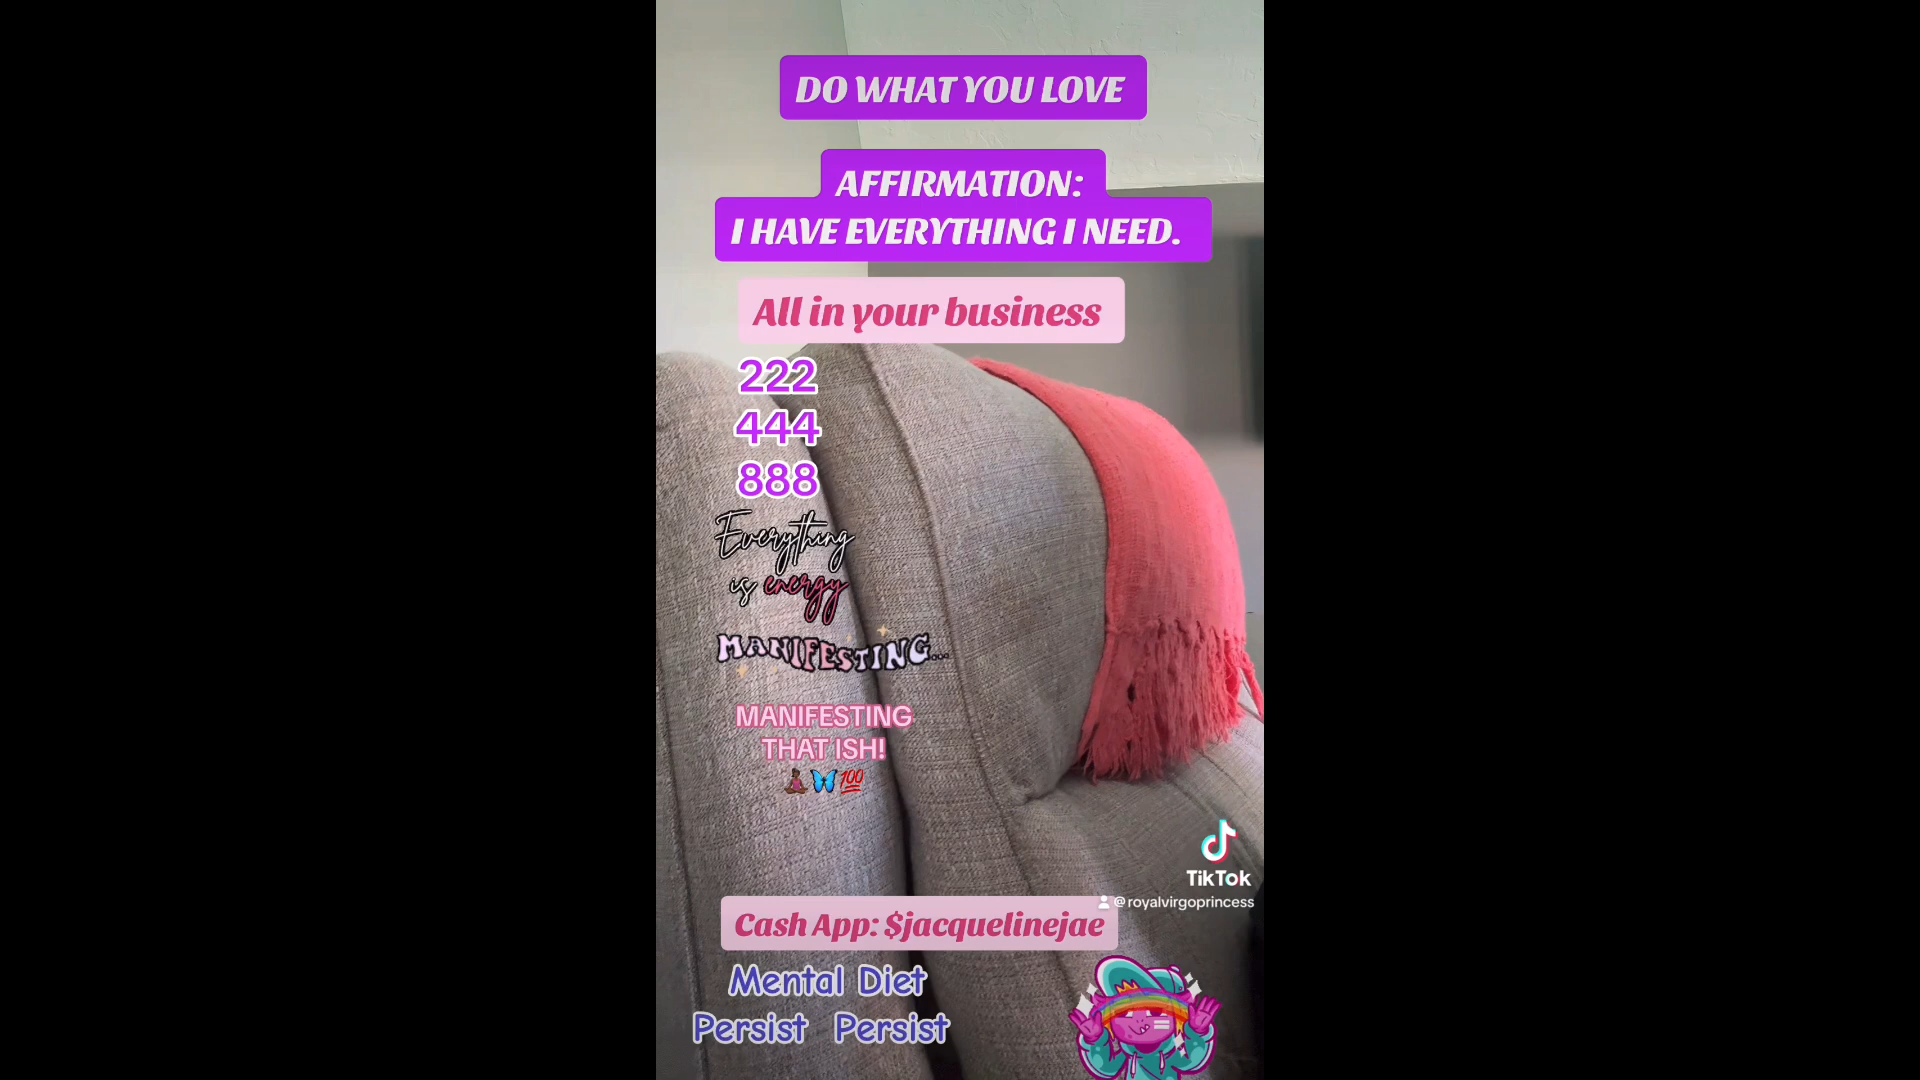 DO WHAT YOU LOVE
AFFIRMATION:
I HAVE EVERYTHING I NEED.
All in your business
222
444
888
Everything
is energy
MANIFESTING...
MANIFESTING
THAT ISH!
🧘🏾‍♀️🦋💯
TikTok
@royalvirgoprincess
Cash App: $jacquelinejae
Mental Diet
Persist Persist